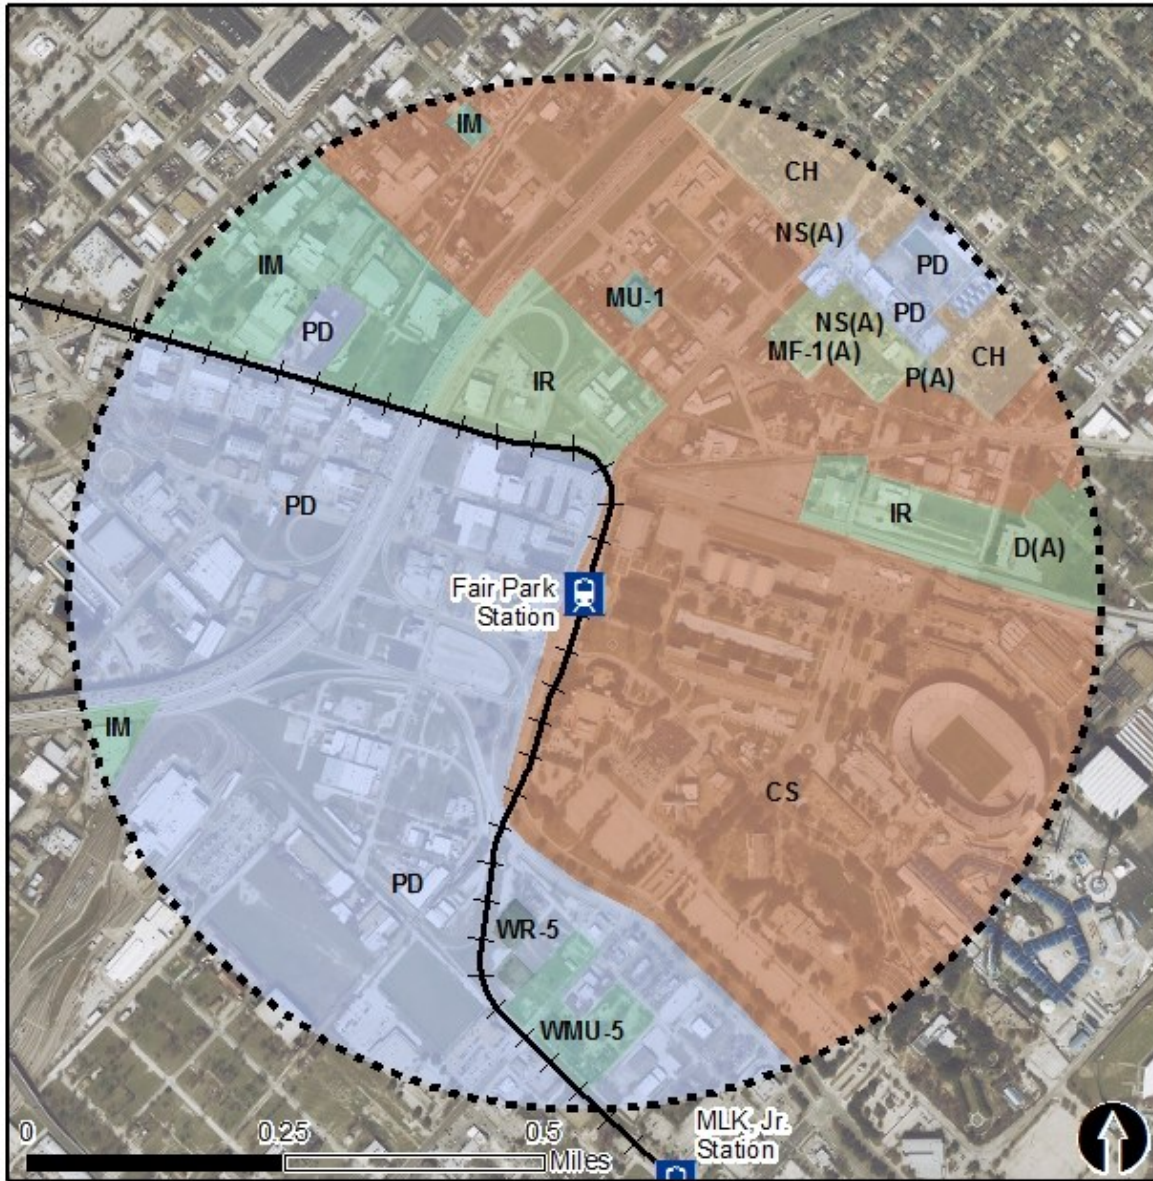 IM
CH
NS(A)
IM
PD
MU-1
PD
PD
NS(A)
MF-1(A)
CH
IR
P(A)
PD
IR
D(A)
Fair Park
Station
IM
CS
PD
WR-5
WMU-5
MLK, Jr.
Station
0
0.25
0.5
Miles